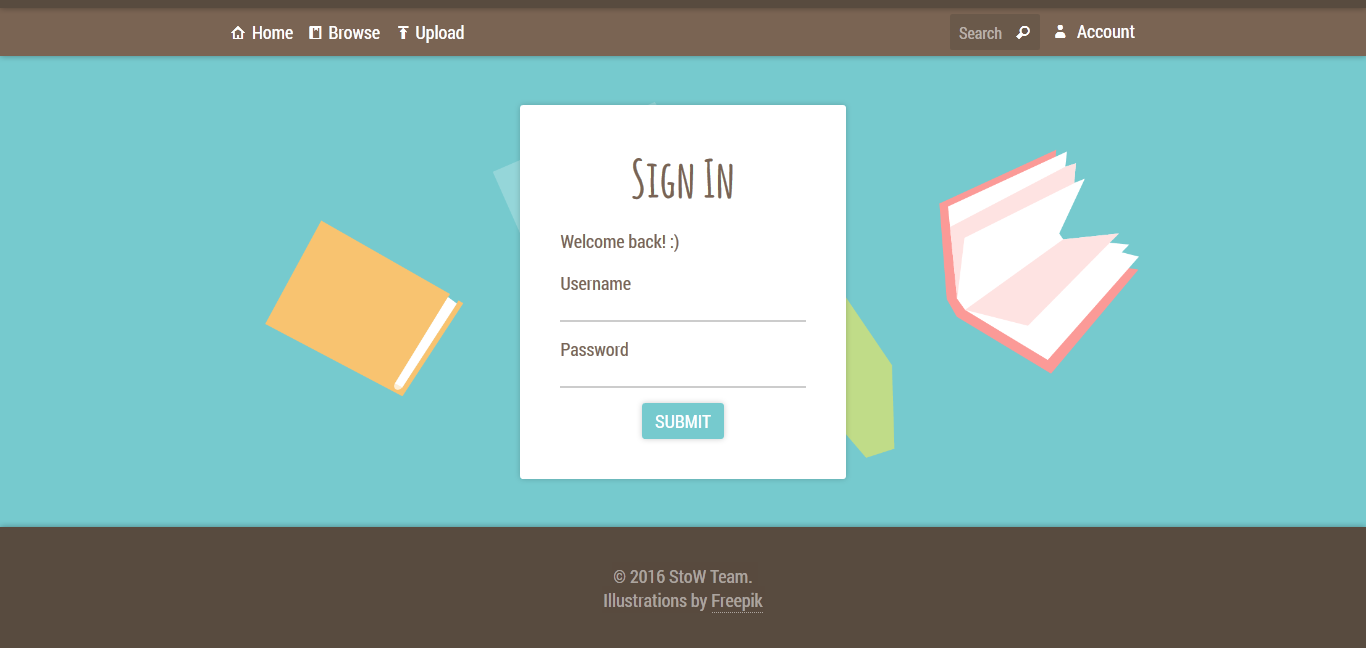 Home Browse Upload Search Account
Sign In
Welcome back! :)
Username
Password
SUBMIT
© 2016 StoW Team.
Illustrations by Freepik